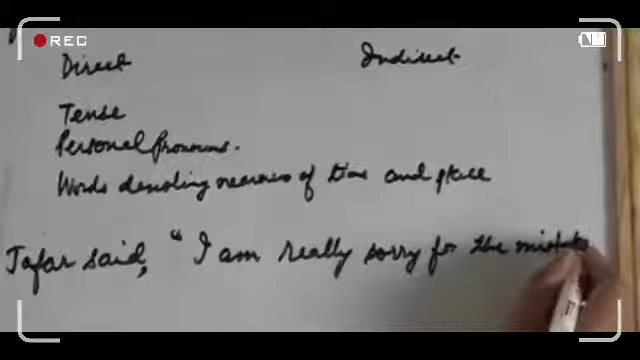 REC
Direct Indirect
Tense
Personal Pronouns.
Words denoting nearness of time and place
Jafar said, "I am really sorry for the mistake